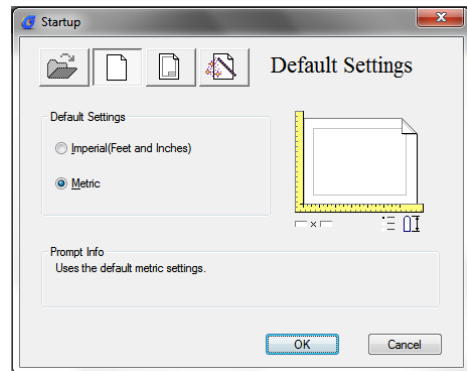 Startup
Default Settings
Default Settings
Imperial(Feet and Inches)
Metric
Prompt Info
Uses the default metric settings.
OK
Cancel